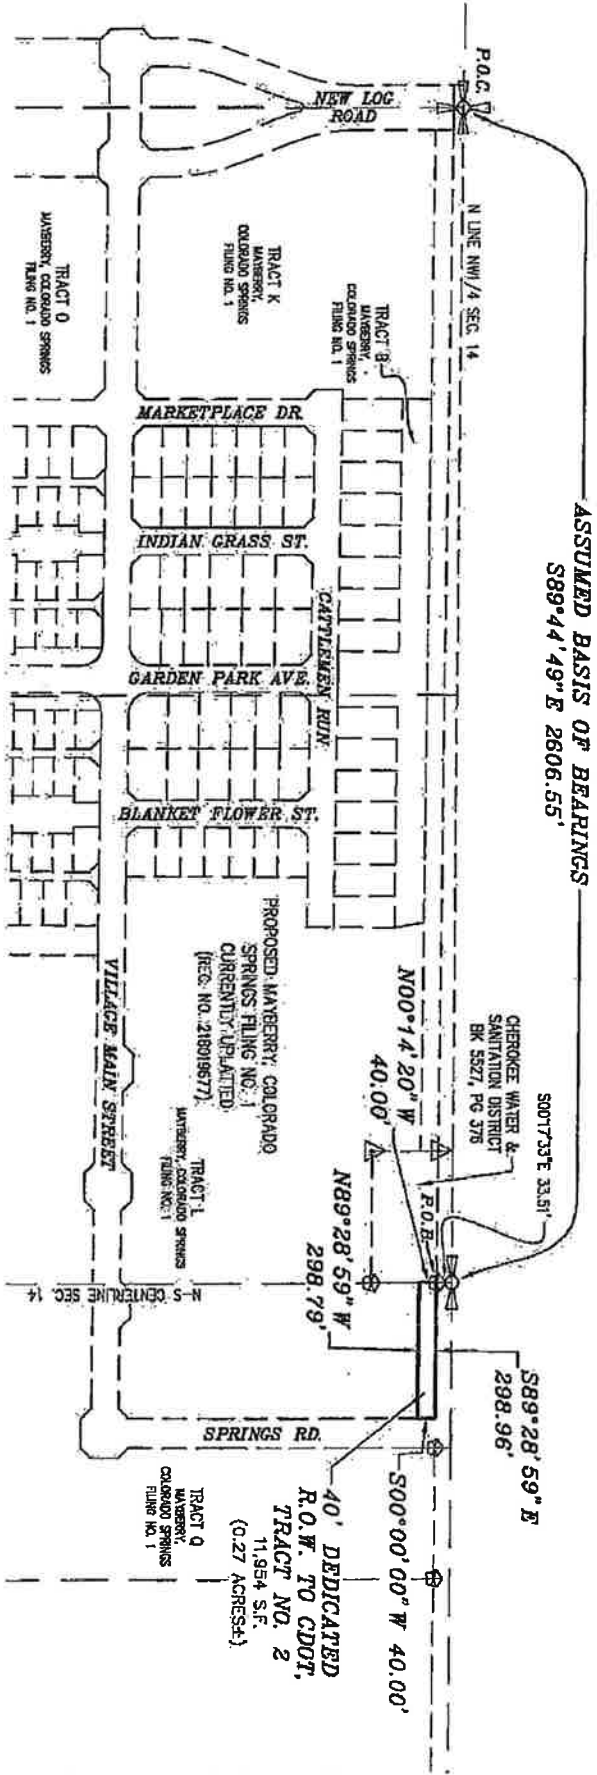 P.O.C.
NEW LOG
ROAD
N LINE NW1/4 SEC. 14
ASSUMED BASIS OF BEARINGS
S89°44'49"E 2606.55'
TRACT K
MAYBERRY,
COLORADO SPRINGS
FILING NO. 1
TRACT O
MAYBERRY, COLORADO SPRINGS
FILING NO. 1
TRACT B
MAYBERRY,
COLORADO SPRINGS
FILING NO. 1
MARKETPLACE DR.
INDIAN GRASS ST.
CATTLEMEN RUN
GARDEN PARK AVE.
BLANKET FLOWER ST.
PROPOSED MAYBERRY, COLORADO
SPRINGS FILING NO. 1
CURRENTLY UPLATTED
(REC. NO. 218019677)
VILLAGE MAIN STREET
TRACT L
MAYBERRY, COLORADO SPRINGS
FILING NO. 1
CHEROKEE WATER &
SANITATION DISTRICT
BK 5527, PG 376
S00°17'33"E 33.51'
N00°14'20"W
40.00'
P.O.B.
N89°28'59"W
298.79'
N-S CENTERLINE SEC. 14
S89°28'59"E
298.96'
SPRINGS RD.
S00°00'00"W 40.00'
40' DEDICATED
R.O.W. TO CDOT,
TRACT NO. 2
11,954 S.F.
(0.27 ACRES±)
TRACT Q
MAYBERRY,
COLORADO SPRINGS
FILING NO. 1